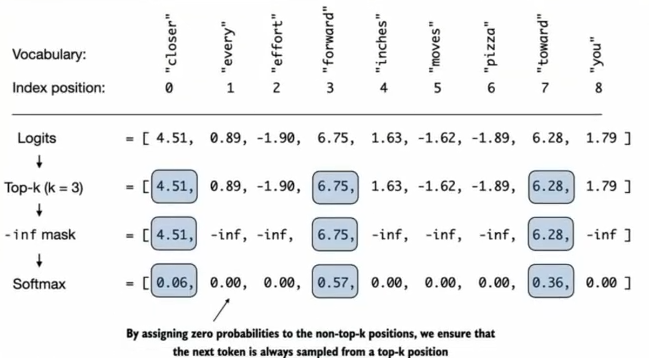 Vocabulary: "closer" "every" "effort" "forward" "inches" "moves" "pizza" "toward" "you"
Index position: 0 1 2 3 4 5 6 7 8
Logits = [ 4.51, 0.89, -1.90, 6.75, 1.63, -1.62, -1.89, 6.28, 1.79 ]
Top-k (k = 3) = [ 4.51, 0.89, -1.90, 6.75, 1.63, -1.62, -1.89, 6.28, 1.79 ]
-inf mask = [ 4.51, -inf, -inf, 6.75, -inf, -inf, -inf, 6.28, -inf ]
Softmax = [ 0.06, 0.00, 0.00, 0.57, 0.00, 0.00, 0.00, 0.36, 0.00 ]
By assigning zero probabilities to the non-top-k positions, we ensure that
the next token is always sampled from a top-k position